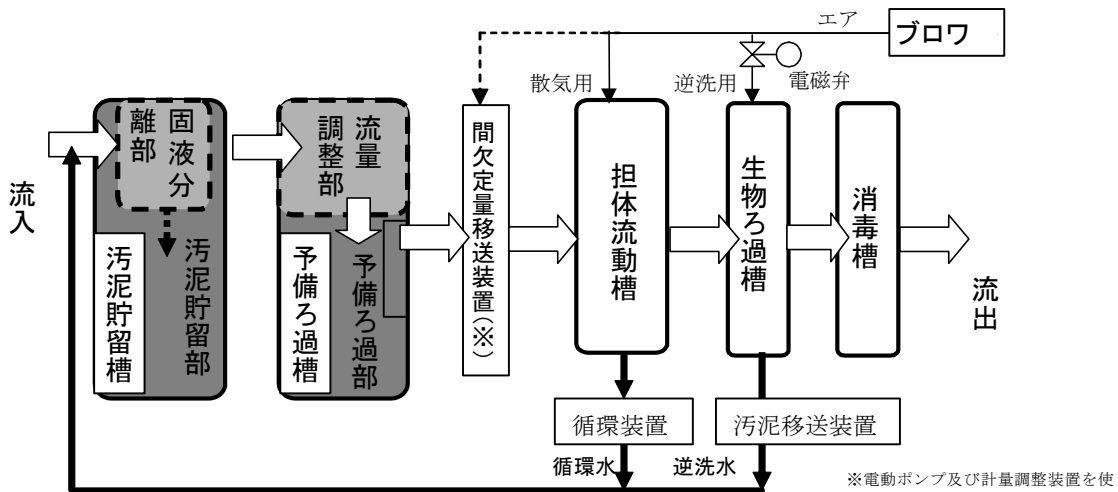 エア
ブロワ
散気用
逆洗用
電磁弁
流入
固液分
離部
汚泥貯留部
汚泥貯留槽
流量
調整部
予備ろ過部
予備ろ過槽
間欠定量移送装置(※)
担体流動槽
生物ろ過槽
消毒槽
流出
循環装置
汚泥移送装置
循環水
逆洗水
※電動ポンプ及び計量調整装置を使